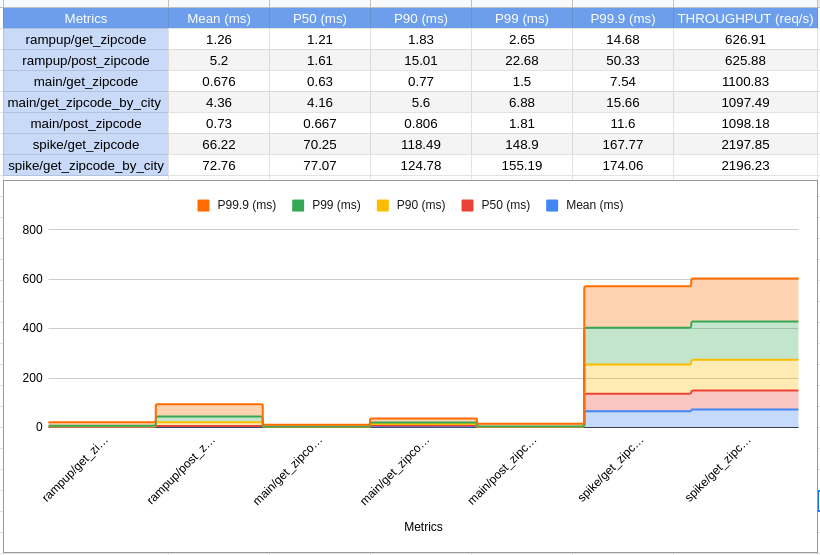 Metrics Mean (ms) P50 (ms) P90 (ms) P99 (ms) P99.9 (ms) THROUGHPUT (req/s)
rampup/get_zipcode 1.26 1.21 1.83 2.65 14.68 626.91
rampup/post_zipcode 5.2 1.61 15.01 22.68 50.33 625.88
main/get_zipcode 0.676 0.63 0.77 1.5 7.54 1100.83
main/get_zipcode_by_city 4.36 4.16 5.6 6.88 15.66 1097.49
main/post_zipcode 0.73 0.667 0.806 1.81 11.6 1098.18
spike/get_zipcode 66.22 70.25 118.49 148.9 167.77 2197.85
spike/get_zipcode_by_city 72.76 77.07 124.78 155.19 174.06 2196.23
P99.9 (ms) P99 (ms) P90 (ms) P50 (ms) Mean (ms)
800
600
400
200
0
rampup/get_zi…
rampup/post_z…
main/get_zipco…
main/get_zipco…
main/post_zipc…
spike/get_zipc…
spike/get_zipc…
Metrics